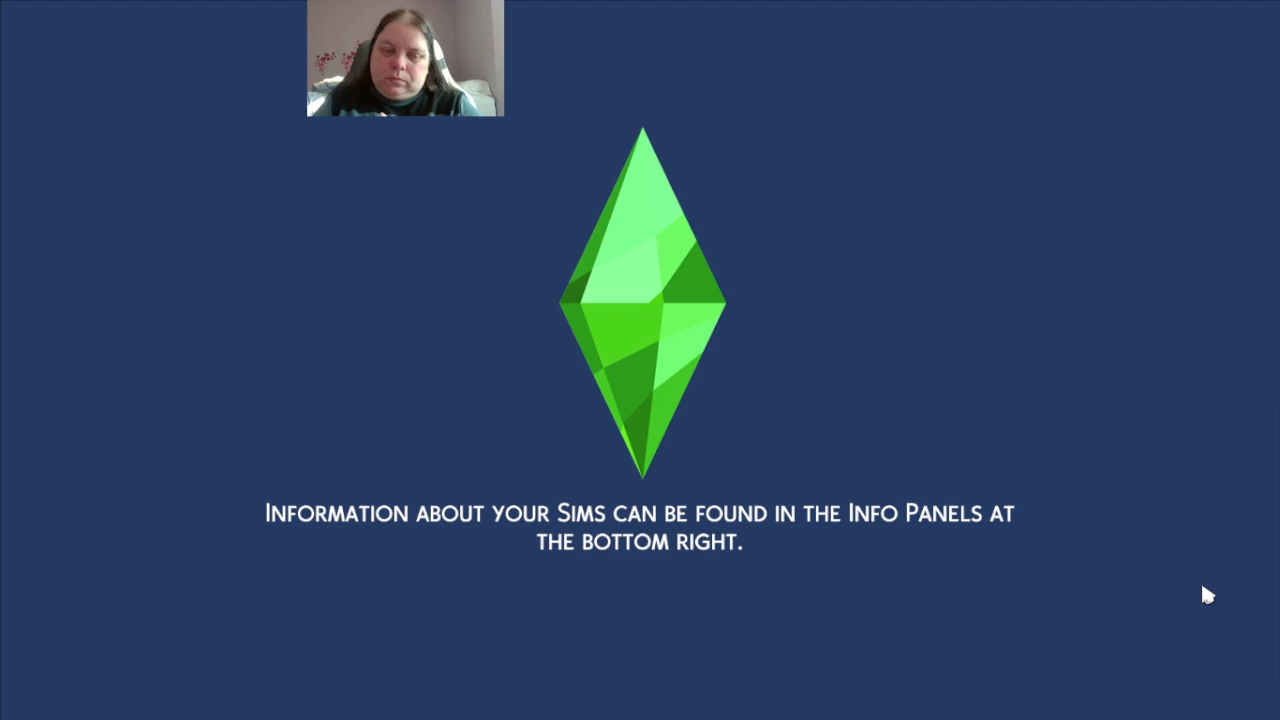 Information about your Sims can be found in the Info Panels at
the bottom right.